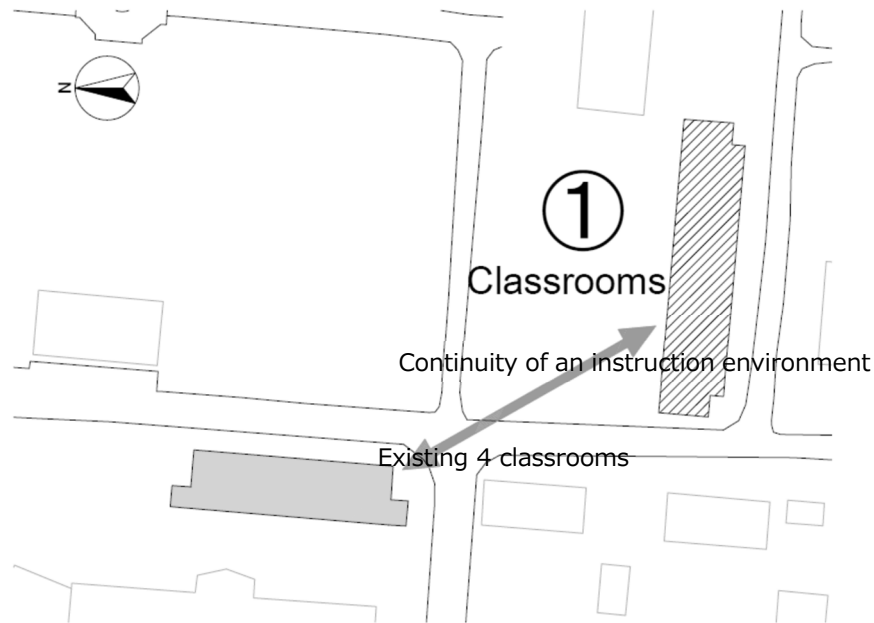 N
①
Classrooms
Continuity of an instruction environment
Existing 4 classrooms